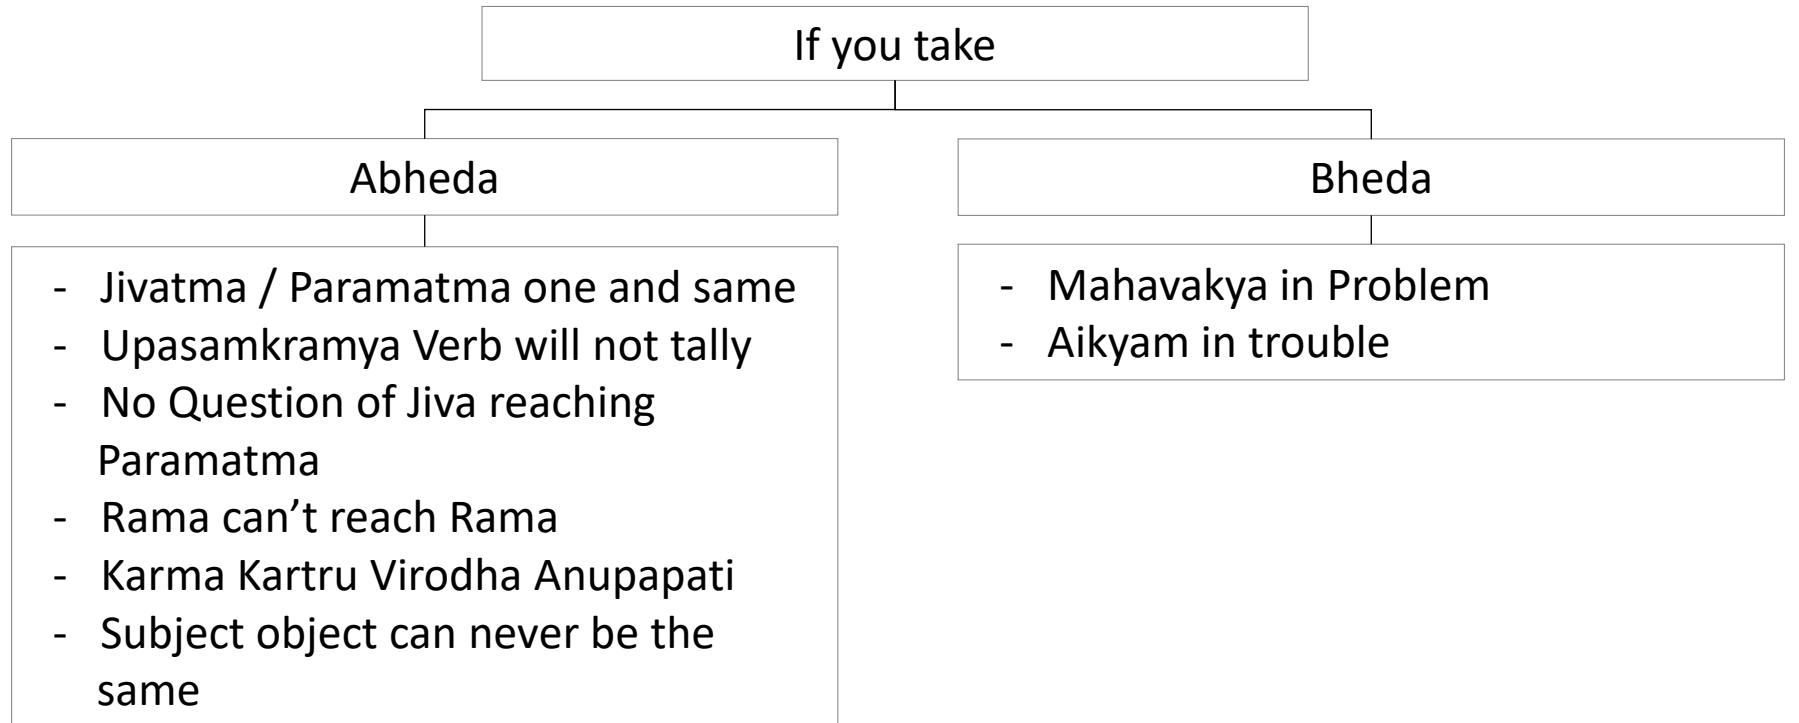 If you take
Abheda
Bheda
- Jivatma / Paramatma one and same
- Upasamkramya Verb will not tally
- No Question of Jiva reaching
Paramatma
- Rama can’t reach Rama
- Karma Kartru Virodha Anupapati
- Subject object can never be the
same
- Mahavakya in Problem
- Aikyam in trouble